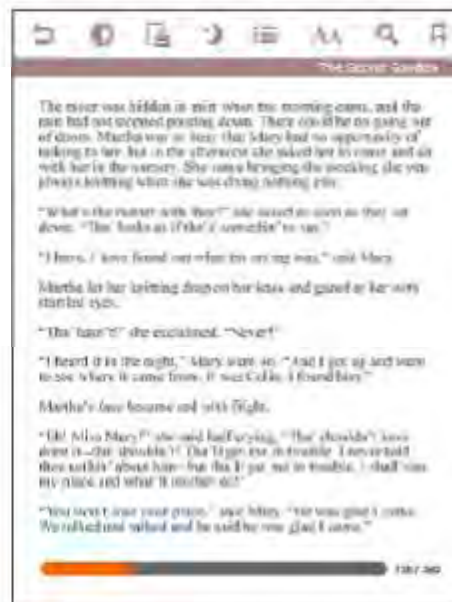 The Secret Garden
The moor was hidden in mist when the morning came, and the
rain had not stopped pouring down. There could be no going out
of doors. Martha was so busy that Mary had no opportunity of
talking to her, but in the afternoon she asked her to come and sit
with her in the nursery. She came bringing the stocking she was
always knitting when she was doing nothing else.
"What's the matter with thee?" she asked as soon as they sat
down. "Tha' looks as if tha'd somethin' to say."
"I have. I have found out what the crying was," said Mary.
Martha let her knitting drop on her knee and gazed at her with
startled eyes.
"Tha' hasn't!" she exclaimed. "Never!"
"I heard it in the night," Mary went on. "And I got up and went
to see where it came from. It was Colin. I found him."
Martha's face became red with fright.
"Eh! Miss Mary!" she said half crying. "Tha' shouldn't have
done it—tha' shouldn't! Tha'll get me in trouble. I never told
thee nothin' about him—but tha'll get me in trouble. I shall lose
my place and what'll mother do!"
"You won't lose your place," said Mary. "He was glad I came.
We talked and talked and he said he was glad I came."